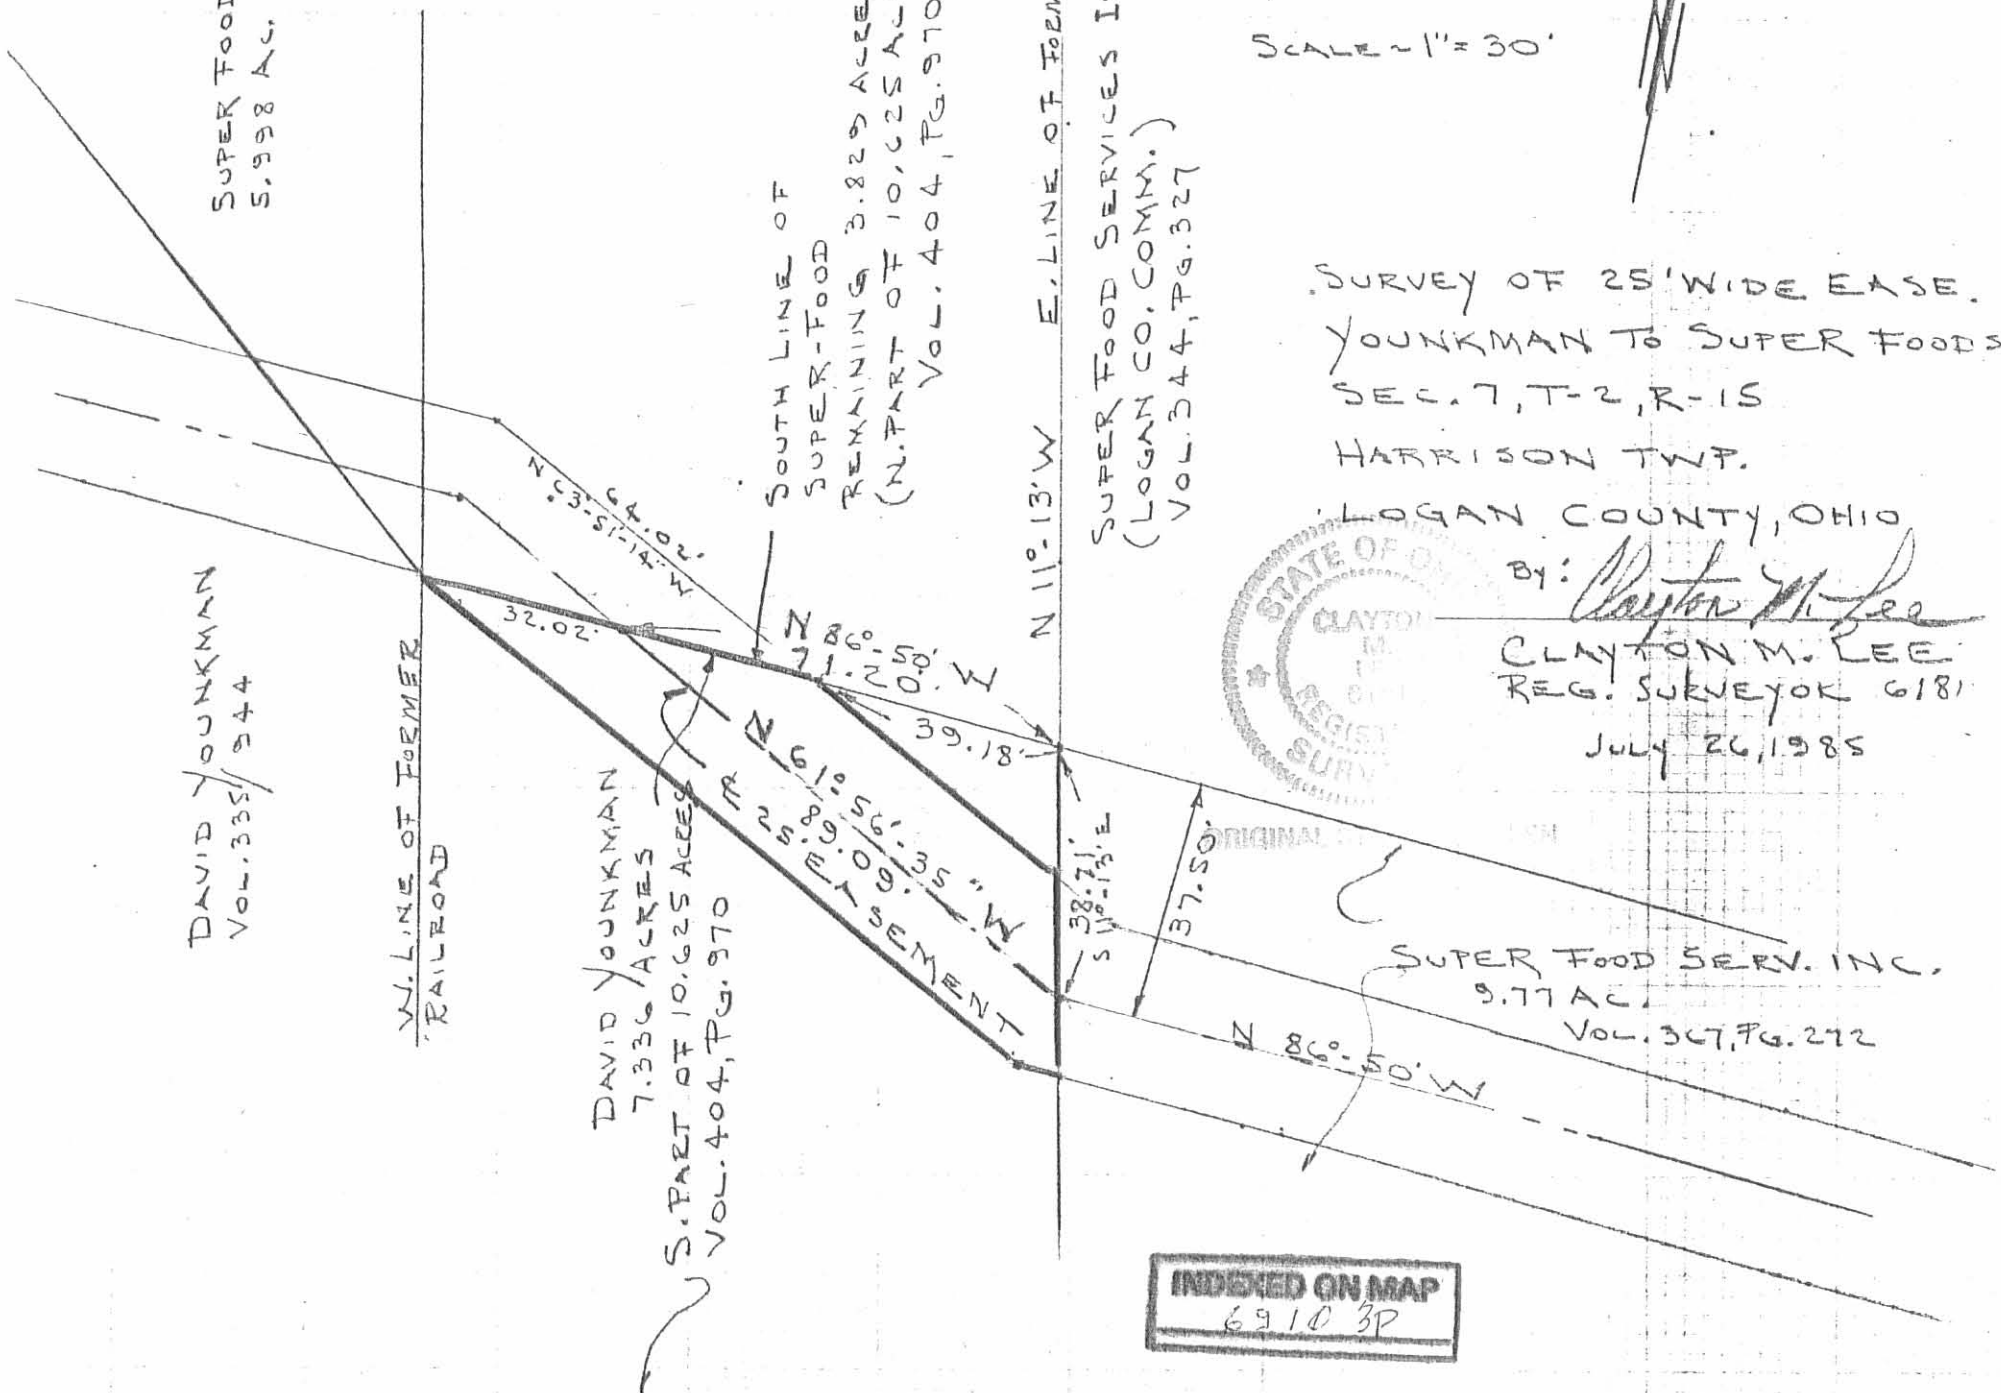 SUPER FOOD
5.998 AC.
SOUTH LINE OF
SUPER-FOOD
REMAINING 3.829 ACRE
(N. PART OF 10.625 AC
VOL. 404, PG. 970
E. LINE OF FORM
N 11°-13' W
SUPER FOOD SERVICES I
(LOGAN CO. COMM.)
VOL. 344, PG. 327
SCALE ~ 1" = 30'
N
SURVEY OF 25' WIDE EASE.
YOUNKMAN TO SUPER FOODS
SEC. 7, T-2, R-15
HARRISON TWP.
LOGAN COUNTY, OHIO
BY: Clayton M. Lee
CLAYTON M. LEE
REG. SURVEYOR 6181
JULY 26, 1985
STATE OF
CLAYTON
M.
SURV
ORIGINAL
N 63°-51'-14" W
64.02'
32.02'
N 86°-50' W
71.20'
39.18'
DAVID YOUNKMAN
VOL. 335/944
W. LINE OF FORMER
RAILROAD
DAVID YOUNKMAN
7.336 ACRES
S. PART OF 10.625 ACRES
VOL. 404, PG. 970
N 61°-56'-35" W
89.09'
25' EASEMENT
38.71'
S 11°-13' E
37.50'
N 86°-50' W
SUPER FOOD SERV. INC.
9.77 AC.
VOL. 367, PG. 272
INDEXED ON MAP